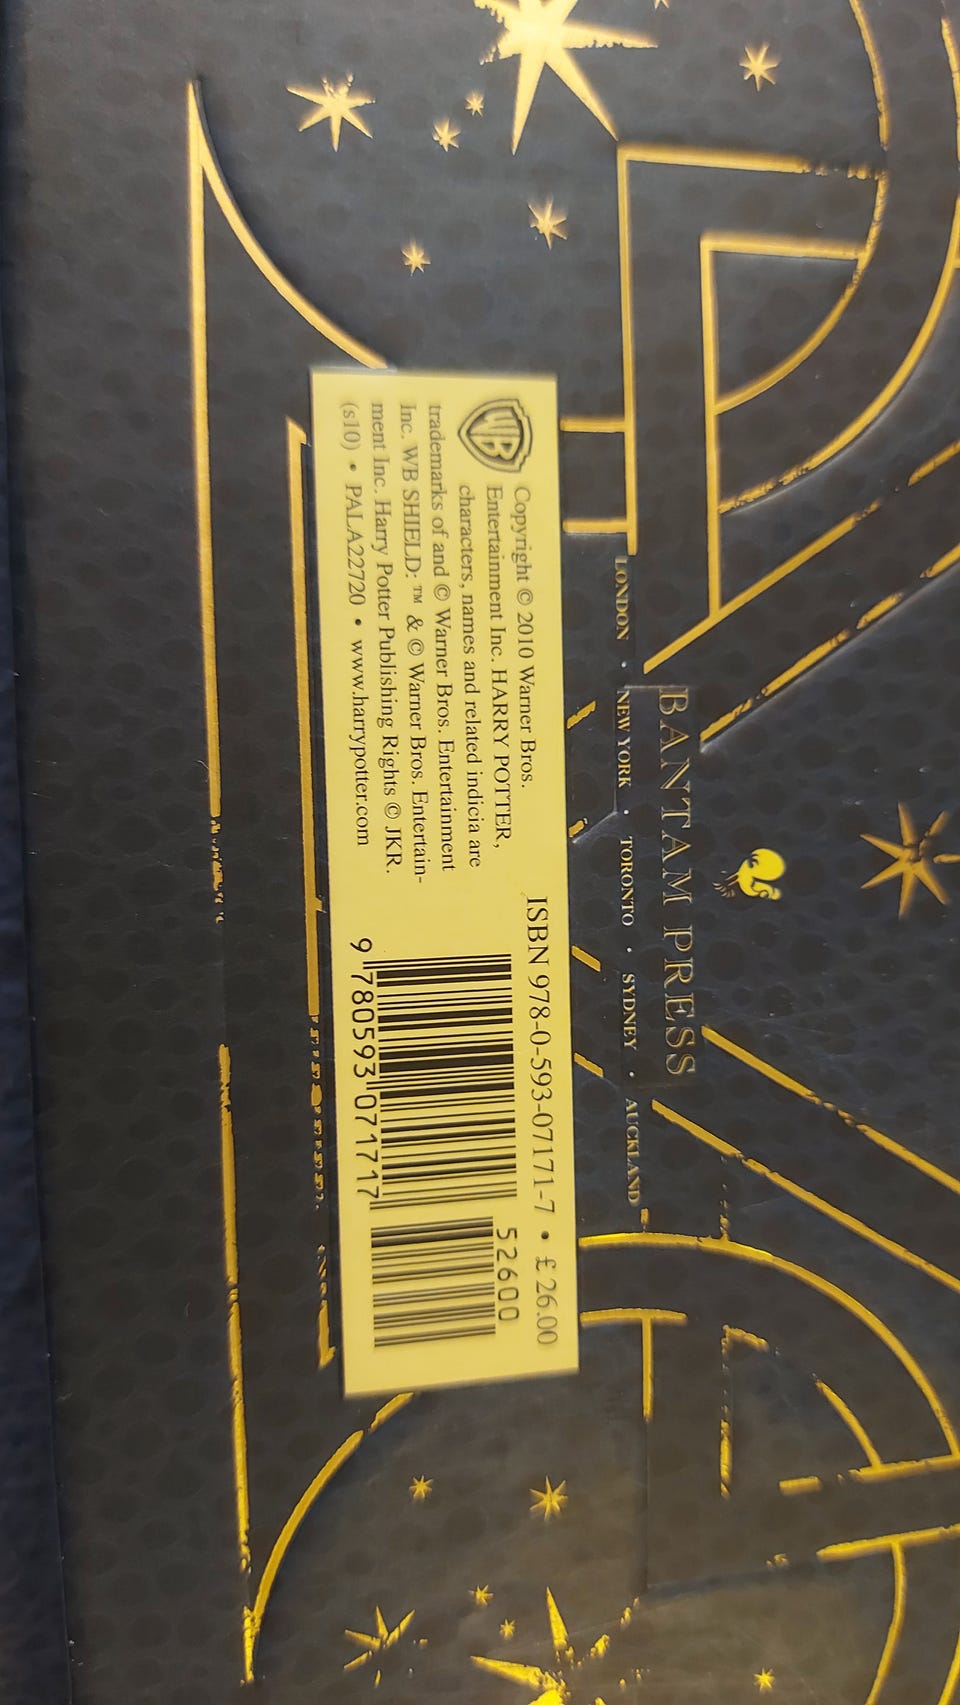 BANTAM PRESS
LONDON • NEW YORK • TORONTO • SYDNEY • AUCKLAND
WB
Copyright © 2010 Warner Bros.
Entertainment Inc. HARRY POTTER,
characters, names and related indicia are
trademarks of and © Warner Bros. Entertainment
Inc. WB SHIELD: ™ & © Warner Bros. Entertain-
ment Inc. Harry Potter Publishing Rights © JKR.
(s10) • PALA22720 • www.harrypotter.com
ISBN 978-0-593-07171-7 • £ 26.00
52600
9 780593 071717